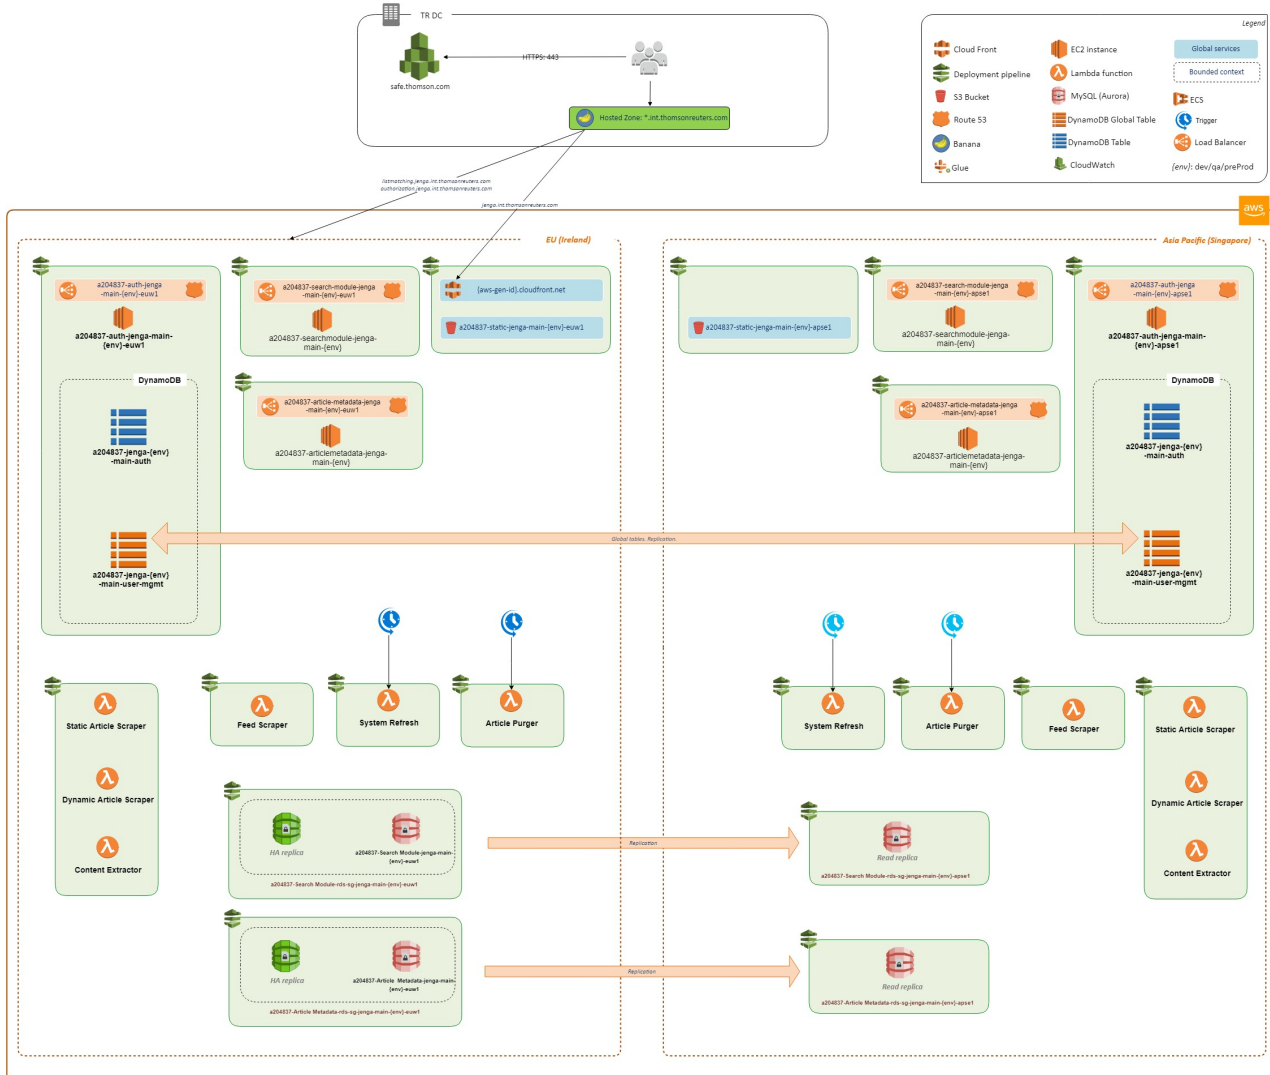 TR DC
HTTPS: 443
safe.thomson.com
Hosted Zone: *.int.thomsonreuters.com
listmatching.jenga.int.thomsonreuters.com
authorization.jenga.int.thomsonreuters.com
jenga.int.thomsonreuters.com
Legend
Cloud Front
EC2 instance
Global services
Deployment pipeline
Lambda function
Bounded context
S3 Bucket
MySQL (Aurora)
ECS
Route 53
DynamoDB Global Table
Trigger
Banana
DynamoDB Table
Load Balancer
Glue
CloudWatch
{env}: dev/qa/preProd
aws
EU (Ireland)
a204837-auth-jenga
-main-{env}-euw1
a204837-auth-jenga-main-
{env}-euw1
DynamoDB
a204837-jenga-{env}
-main-auth
a204837-jenga-{env}
-main-user-mgmt
a204837-search-module-jenga
-main-{env}-euw1
a204837-searchmodule-jenga-
main-{env}
{aws-gen-id}.cloudfront.net
a204837-static-jenga-main-{env}-euw1
a204837-article-metadata-jenga
-main-{env}-euw1
a204837-articlemetadata-jenga-
main-{env}
Global tables. Replication.
Asia Pacific (Singapore)
a204837-static-jenga-main-{env}-apse1
a204837-search-module-jenga
-main-{env}-apse1
a204837-searchmodule-jenga-
main-{env}
a204837-article-metadata-jenga
-main-{env}-apse1
a204837-articlemetadata-jenga-
main-{env}
a204837-auth-jenga
-main-{env}-apse1
a204837-auth-jenga-main-
{env}-apse1
DynamoDB
a204837-jenga-{env}
-main-auth
a204837-jenga-{env}
-main-user-mgmt
Static Article Scraper
Dynamic Article Scraper
Content Extractor
Feed Scraper
System Refresh
Article Purger
System Refresh
Article Purger
Feed Scraper
Static Article Scraper
Dynamic Article Scraper
Content Extractor
HA replica
a204837-Search Module-jenga-main-
{env}-euw1
a204837-Search Module-rds-sg-jenga-main-{env}-euw1
Replication
Read replica
a204837-Search Module-rds-sg-jenga-main-{env}-apse1
HA replica
a204837-Article Metadata-jenga-main-
{env}-euw1
a204837-Article Metadata-rds-sg-jenga-main-{env}-euw1
Replication
Read replica
a204837-Article Metadata-rds-sg-jenga-main-{env}-apse1